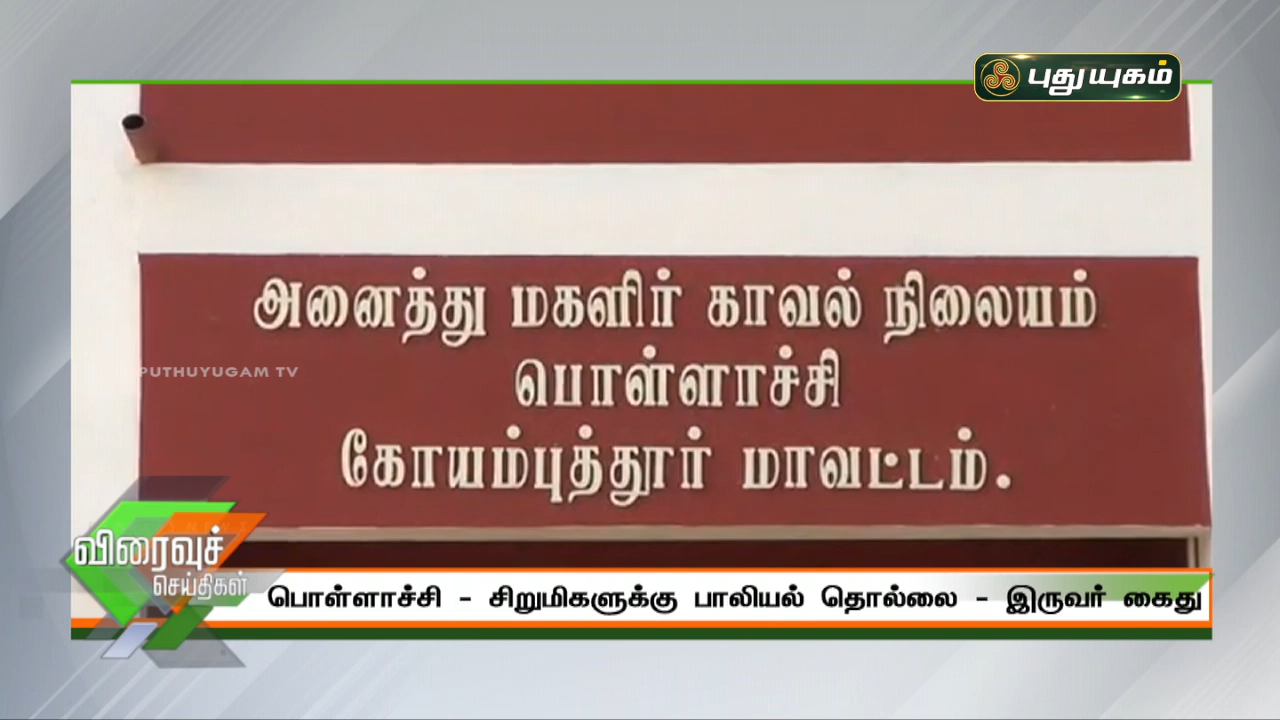 புதுயுகம்
அனைத்து மகளிர் காவல் நிலையம்
PUTHUYUGAM TV
பொள்ளாச்சி
கோயம்புத்தூர் மாவட்டம்.
விரைவுச்
செய்திகள்
பொள்ளாச்சி - சிறுமிகளுக்கு பாலியல் தொல்லை - இருவர் கைது